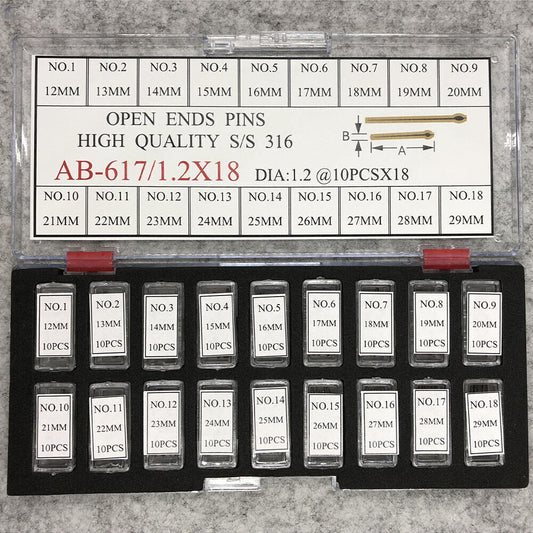 NO.1 NO.2 NO.3 NO.4 NO.5 NO.6 NO.7 NO.8 NO.9
12MM 13MM 14MM 15MM 16MM 17MM 18MM 19MM 20MM
OPEN ENDS PINS
HIGH QUALITY S/S 316
B
A
AB-617/1.2X18 DIA:1.2 @10PCSX18
NO.10 NO.11 NO.12 NO.13 NO.14 NO.15 NO.16 NO.17 NO.18
21MM 22MM 23MM 24MM 25MM 26MM 27MM 28MM 29MM
NO.1 NO.2 NO.3 NO.4 NO.5 NO.6 NO.7 NO.8 NO.9
12MM 13MM 14MM 15MM 16MM 17MM 18MM 19MM 20MM
10PCS 10PCS 10PCS 10PCS 10PCS 10PCS 10PCS 10PCS 10PCS
NO.10 NO.11 NO.12 NO.13 NO.14 NO.15 NO.16 NO.17 NO.18
21MM 22MM 23MM 24MM 25MM 26MM 27MM 28MM 29MM
10PCS 10PCS 10PCS 10PCS 10PCS 10PCS 10PCS 10PCS 10PCS